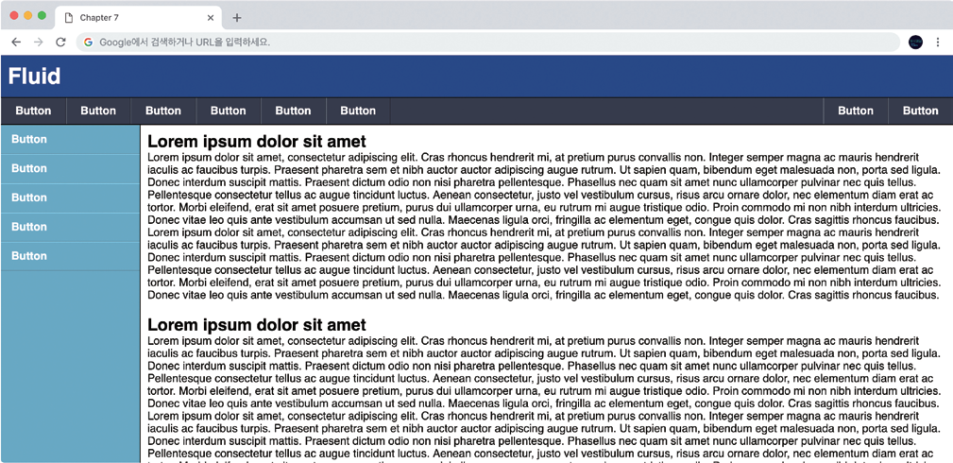 Chapter 7
Google에서 검색하거나 URL을 입력하세요.
Fluid
Button Button Button Button Button Button Button Button
Button
Button
Button
Button
Button
Lorem ipsum dolor sit amet
Lorem ipsum dolor sit amet, consectetur adipiscing elit. Cras rhoncus hendrerit mi, at pretium purus convallis non. Integer semper magna ac mauris hendrerit
iaculis ac faucibus turpis. Praesent pharetra sem et nibh auctor auctor adipiscing augue rutrum. Ut sapien quam, bibendum eget malesuada non, porta sed ligula.
Donec interdum suscipit mattis. Praesent dictum odio non nisi pharetra pellentesque. Phasellus nec quam sit amet nunc ullamcorper pulvinar nec quis tellus.
Pellentesque consectetur tellus ac augue tincidunt luctus. Aenean consectetur, justo vel vestibulum cursus, risus arcu ornare dolor, nec elementum diam erat ac
tortor. Morbi eleifend, erat sit amet posuere pretium, purus dui ullamcorper urna, eu rutrum mi augue tristique odio. Proin commodo mi non nibh interdum ultricies.
Donec vitae leo quis ante vestibulum accumsan ut sed nulla. Maecenas ligula orci, fringilla ac elementum eget, congue quis dolor. Cras sagittis rhoncus faucibus.
Lorem ipsum dolor sit amet, consectetur adipiscing elit. Cras rhoncus hendrerit mi, at pretium purus convallis non. Integer semper magna ac mauris hendrerit
iaculis ac faucibus turpis. Praesent pharetra sem et nibh auctor auctor adipiscing augue rutrum. Ut sapien quam, bibendum eget malesuada non, porta sed ligula.
Donec interdum suscipit mattis. Praesent dictum odio non nisi pharetra pellentesque. Phasellus nec quam sit amet nunc ullamcorper pulvinar nec quis tellus.
Pellentesque consectetur tellus ac augue tincidunt luctus. Aenean consectetur, justo vel vestibulum cursus, risus arcu ornare dolor, nec elementum diam erat ac
tortor. Morbi eleifend, erat sit amet posuere pretium, purus dui ullamcorper urna, eu rutrum mi augue tristique odio. Proin commodo mi non nibh interdum ultricies.
Donec vitae leo quis ante vestibulum accumsan ut sed nulla. Maecenas ligula orci, fringilla ac elementum eget, congue quis dolor. Cras sagittis rhoncus faucibus.
Lorem ipsum dolor sit amet
Lorem ipsum dolor sit amet, consectetur adipiscing elit. Cras rhoncus hendrerit mi, at pretium purus convallis non. Integer semper magna ac mauris hendrerit
iaculis ac faucibus turpis. Praesent pharetra sem et nibh auctor auctor adipiscing augue rutrum. Ut sapien quam, bibendum eget malesuada non, porta sed ligula.
Donec interdum suscipit mattis. Praesent dictum odio non nisi pharetra pellentesque. Phasellus nec quam sit amet nunc ullamcorper pulvinar nec quis tellus.
Pellentesque consectetur tellus ac augue tincidunt luctus. Aenean consectetur, justo vel vestibulum cursus, risus arcu ornare dolor, nec elementum diam erat ac
tortor. Morbi eleifend, erat sit amet posuere pretium, purus dui ullamcorper urna, eu rutrum mi augue tristique odio. Proin commodo mi non nibh interdum ultricies.
Donec vitae leo quis ante vestibulum accumsan ut sed nulla. Maecenas ligula orci, fringilla ac elementum eget, congue quis dolor. Cras sagittis rhoncus faucibus.
Lorem ipsum dolor sit amet, consectetur adipiscing elit. Cras rhoncus hendrerit mi, at pretium purus convallis non. Integer semper magna ac mauris hendrerit
iaculis ac faucibus turpis. Praesent pharetra sem et nibh auctor auctor adipiscing augue rutrum. Ut sapien quam, bibendum eget malesuada non, porta sed ligula.
Donec interdum suscipit mattis. Praesent dictum odio non nisi pharetra pellentesque. Phasellus nec quam sit amet nunc ullamcorper pulvinar nec quis tellus.
Pellentesque consectetur tellus ac augue tincidunt luctus. Aenean consectetur, justo vel vestibulum cursus, risus arcu ornare dolor, nec elementum diam erat ac